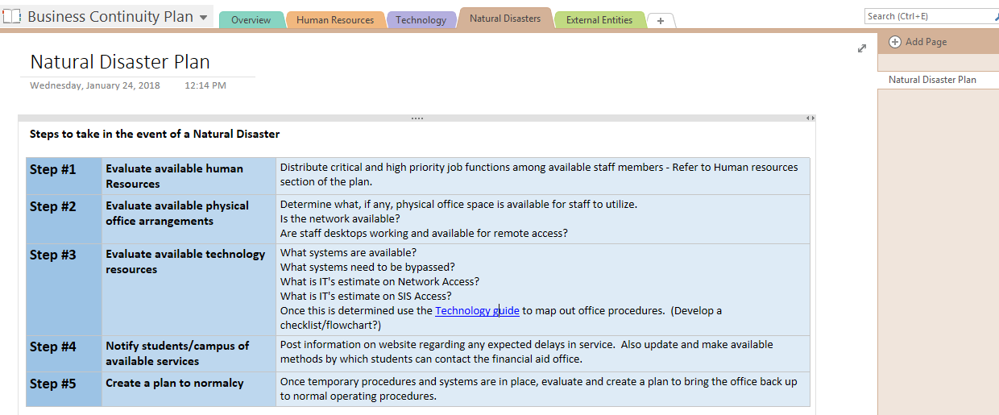 Business Continuity Plan
Overview
Human Resources
Technology
Natural Disasters
External Entities
+
Search (Ctrl+E)
Add Page
Natural Disaster Plan
Natural Disaster Plan
Wednesday, January 24, 2018 12:14 PM
Steps to take in the event of a Natural Disaster
Step #1
Evaluate available human
Resources
Distribute critical and high priority job functions among available staff members - Refer to Human resources
section of the plan.
Step #2
Evaluate available physical
office arrangements
Determine what, if any, physical office space is available for staff to utilize.
Is the network available?
Are staff desktops working and available for remote access?
Step #3
Evaluate available technology
resources
What systems are available?
What systems need to be bypassed?
What is IT's estimate on Network Access?
What is IT's estimate on SIS Access?
Once this is determined use the Technology guide to map out office procedures. (Develop a
checklist/flowchart?)
Step #4
Notify students/campus of
available services
Post information on website regarding any expected delays in service. Also update and make available
methods by which students can contact the financial aid office.
Step #5
Create a plan to normalcy
Once temporary procedures and systems are in place, evaluate and create a plan to bring the office back up
to normal operating procedures.